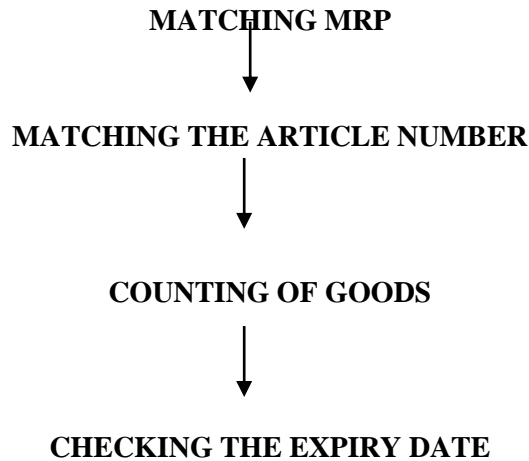 MATCHING MRP
MATCHING THE ARTICLE NUMBER
COUNTING OF GOODS
CHECKING THE EXPIRY DATE